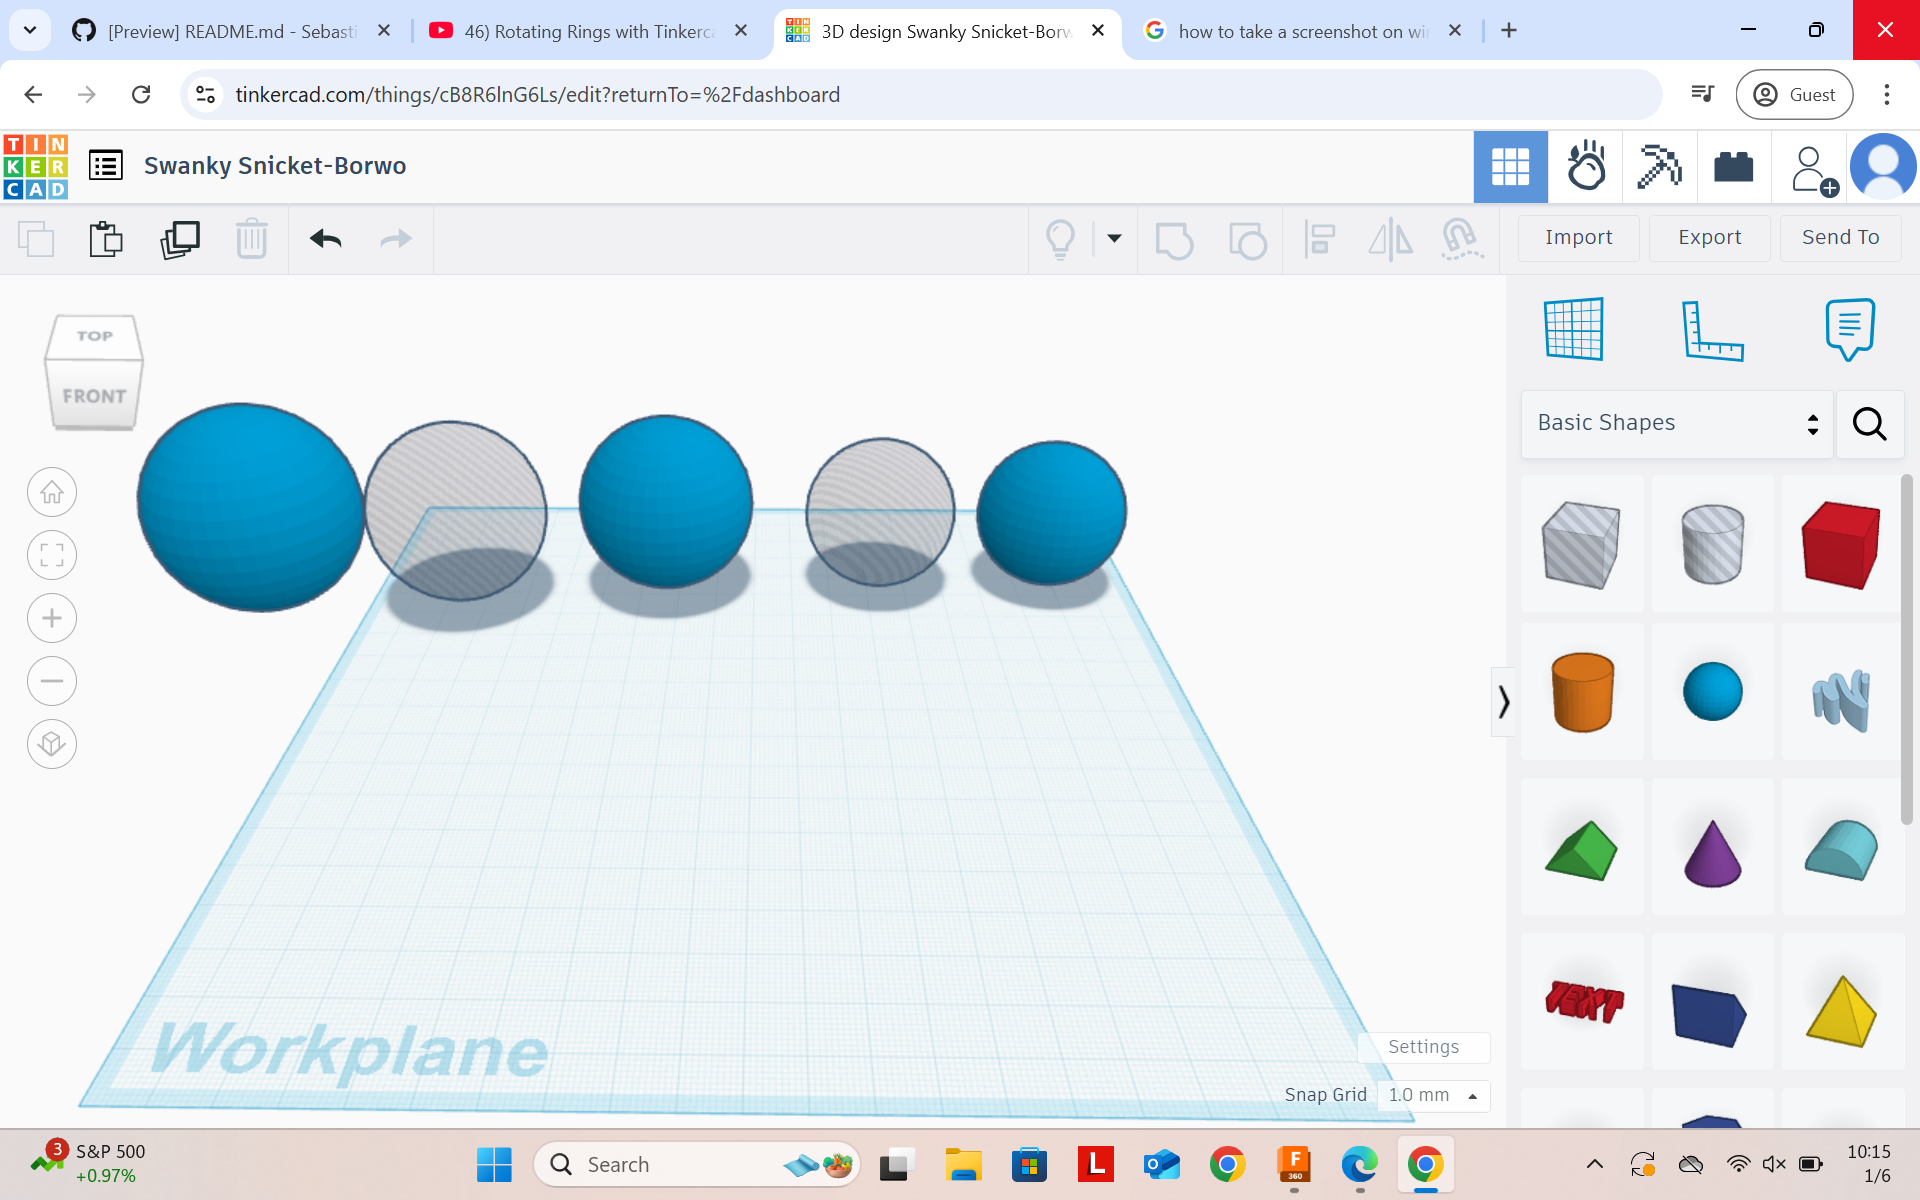 [Preview] README.md - Sebasti
46) Rotating Rings with Tinkerca
3D design Swanky Snicket-Borw
how to take a screenshot on wi
tinkercad.com/things/cB8R6lnG6Ls/edit?returnTo=%2Fdashboard
Guest
TIN
KER
CAD
Swanky Snicket-Borwo
Import
Export
Send To
TOP
FRONT
Basic Shapes
TEXT
Workplane
Settings
Snap Grid
1.0 mm
3
S&P 500
+0.97%
Search
L
O
F
360
10:15
1/6